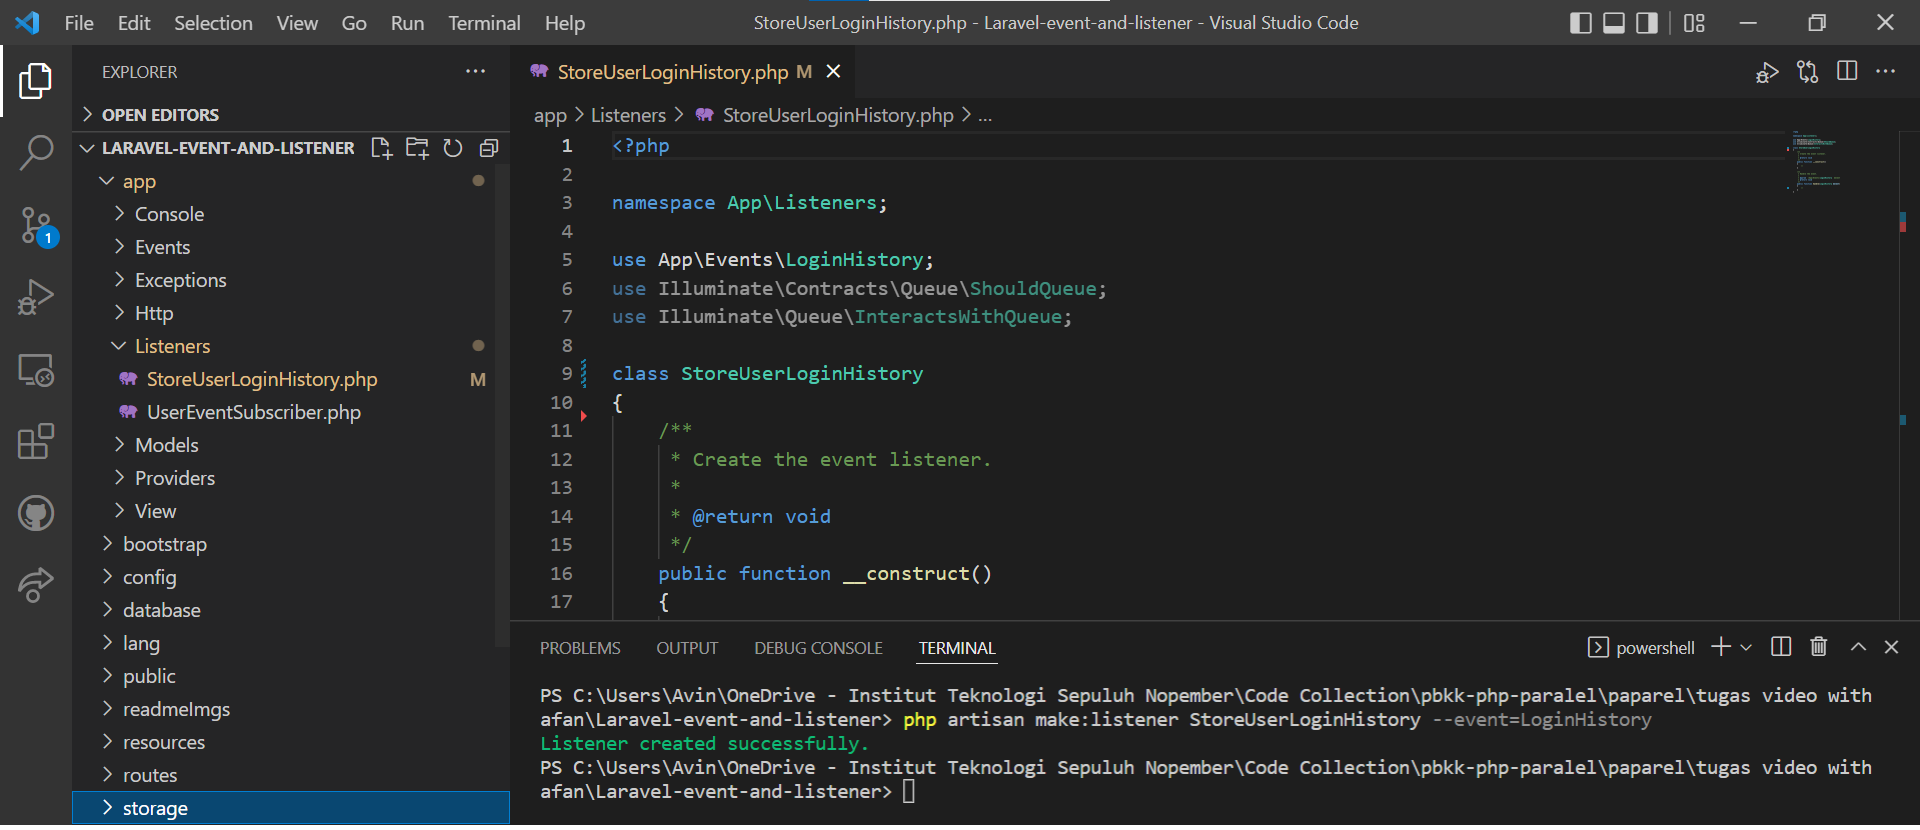 File Edit Selection View Go Run Terminal Help
StoreUserLoginHistory.php - Laravel-event-and-listener - Visual Studio Code
EXPLORER
OPEN EDITORS
LARAVEL-EVENT-AND-LISTENER
app
Console
Events
Exceptions
Http
Listeners
StoreUserLoginHistory.php M
UserEventSubscriber.php
Models
Providers
View
bootstrap
config
database
lang
public
readmeImgs
resources
routes
storage
1
StoreUserLoginHistory.php M
app > Listeners > StoreUserLoginHistory.php > ...
1 <?php
2
3 namespace App\Listeners;
4
5 use App\Events\LoginHistory;
6 use Illuminate\Contracts\Queue\ShouldQueue;
7 use Illuminate\Queue\InteractsWithQueue;
8
9 class StoreUserLoginHistory
10 {
11 /**
12 * Create the event listener.
13 *
14 * @return void
15 */
16 public function __construct()
17 {
PROBLEMS OUTPUT DEBUG CONSOLE TERMINAL
powershell
PS C:\Users\Avin\OneDrive - Institut Teknologi Sepuluh Nopember\Code Collection\pbkk-php-paralel\paparel\tugas video with
afan\Laravel-event-and-listener> php artisan make:listener StoreUserLoginHistory --event=LoginHistory
Listener created successfully.
PS C:\Users\Avin\OneDrive - Institut Teknologi Sepuluh Nopember\Code Collection\pbkk-php-paralel\paparel\tugas video with
afan\Laravel-event-and-listener>